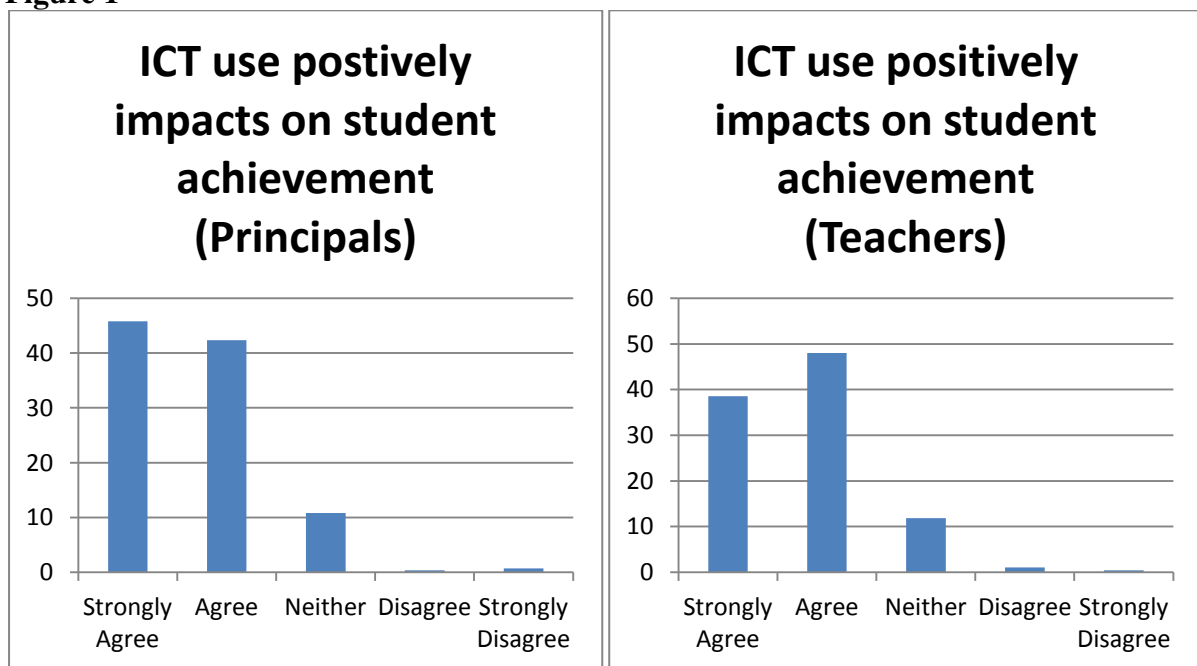 Figure 1
ICT use postively
impacts on student
achievement
(Principals)
50
40
30
20
10
0
Strongly Agree Neither Disagree Strongly
Agree Disagree
ICT use positively
impacts on student
achievement
(Teachers)
60
50
40
30
20
10
0
Strongly Agree Neither Disagree Strongly
Agree Disagree